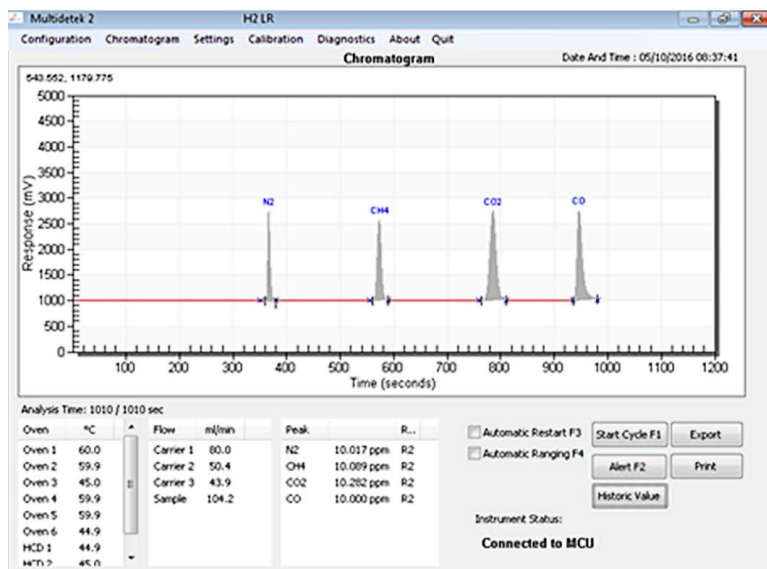 Multidetek 2 H2 LR
Configuration Chromatogram Settings Calibration Diagnostics About Quit
Chromatogram Date And Time : 05/10/2016 08:37:41
543.552, 1179.775
5000
4500
4000
3500
3000
2500
2000
1500
1000
500
0
Response (mV)
N2 CH4 CO2 CO
100 200 300 400 500 600 700 800 900 1000 1100 1200
Time (seconds)
Analysis Time: 1010 / 1010 sec
Oven °C
Oven 1 60.0
Oven 2 59.9
Oven 3 45.0
Oven 4 59.9
Oven 5 59.9
Oven 6 44.9
HCD 1 44.9
HCD 2 45.0
Flow ml/min
Carrier 1 80.0
Carrier 2 50.4
Carrier 3 43.9
Sample 104.2
Peak R...
N2 10.017 ppm R2
CH4 10.089 ppm R2
CO2 10.282 ppm R2
CO 10.000 ppm R2
Automatic Restart F3
Automatic Ranging F4
Start Cycle F1 Export
Alert F2 Print
Historic Value
Instrument Status:
Connected to MCU